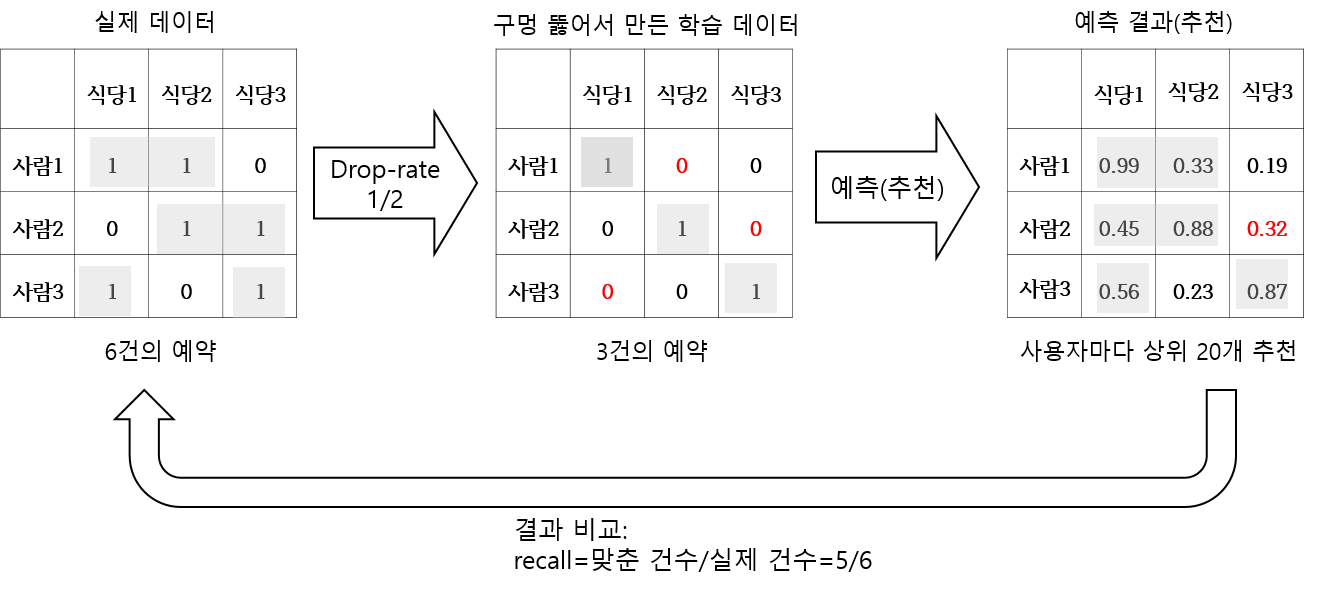 실제 데이터
구멍 뚫어서 만든 학습 데이터
예측 결과(추천)
식당1 식당2 식당3
사람1 1 1 0
사람2 0 1 1
사람3 1 0 1
6건의 예약
Drop-rate
1/2
식당1 식당2 식당3
사람1 1 0 0
사람2 0 1 0
사람3 0 0 1
3건의 예약
예측(추천)
식당1 식당2 식당3
사람1 0.99 0.33 0.19
사람2 0.45 0.88 0.32
사람3 0.56 0.23 0.87
사용자마다 상위 20개 추천
결과 비교:
recall=맞춘 건수/실제 건수=5/6